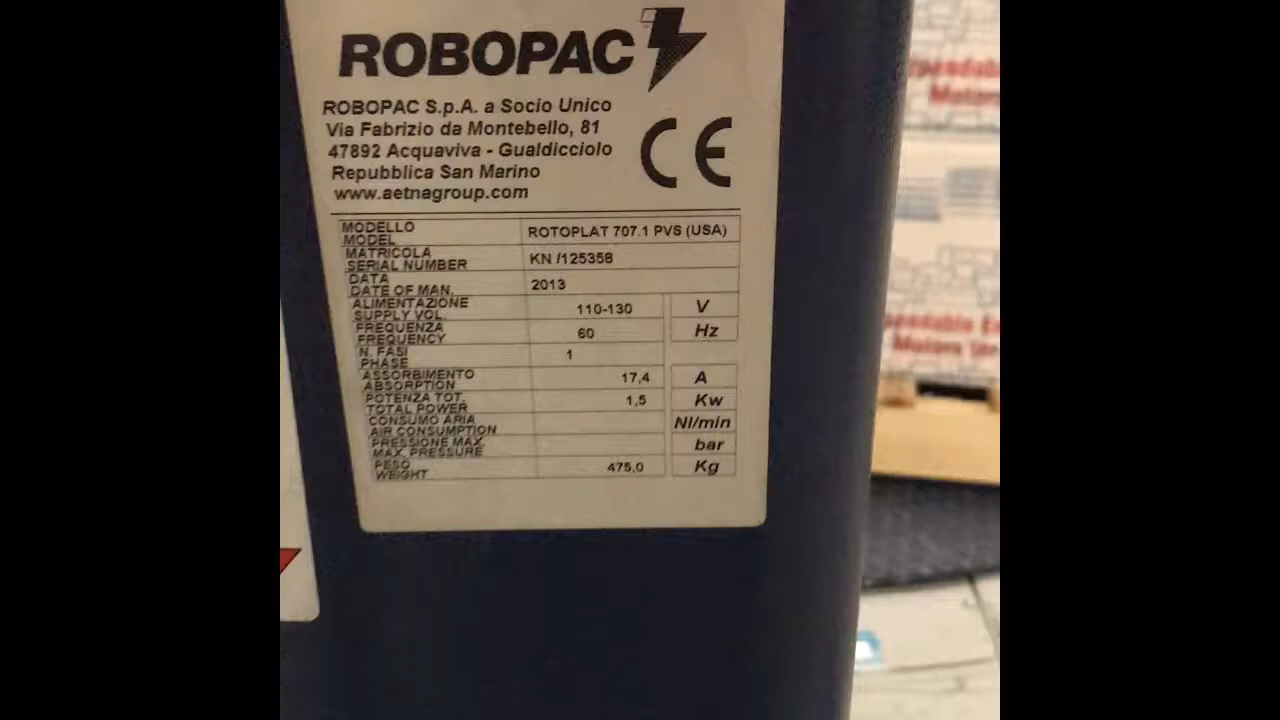 ROBOPAC
ROBOPAC S.p.A. a Socio Unico
Via Fabrizio da Montebello, 81
47892 Acquaviva - Gualdicciolo
Repubblica San Marino
www.aetnagroup.com
CE
MODELLO
MODEL
ROTOPLAT 707.1 PVS (USA)
MATRICOLA
SERIAL NUMBER
KN /125358
DATA
DATE OF MAN.
2013
ALIMENTAZIONE
SUPPLY VOL.
110-130 V
FREQUENZA
FREQUENCY
60 Hz
N. FASI
PHASE
1
ASSORBIMENTO
ABSORPTION
17,4 A
POTENZA TOT.
TOTAL POWER
1,5 Kw
CONSUMO ARIA
AIR CONSUMPTION
Nl/min
PRESSIONE MAX.
MAX. PRESSURE
bar
PESO
WEIGHT
475,0 Kg
Motors
Motors